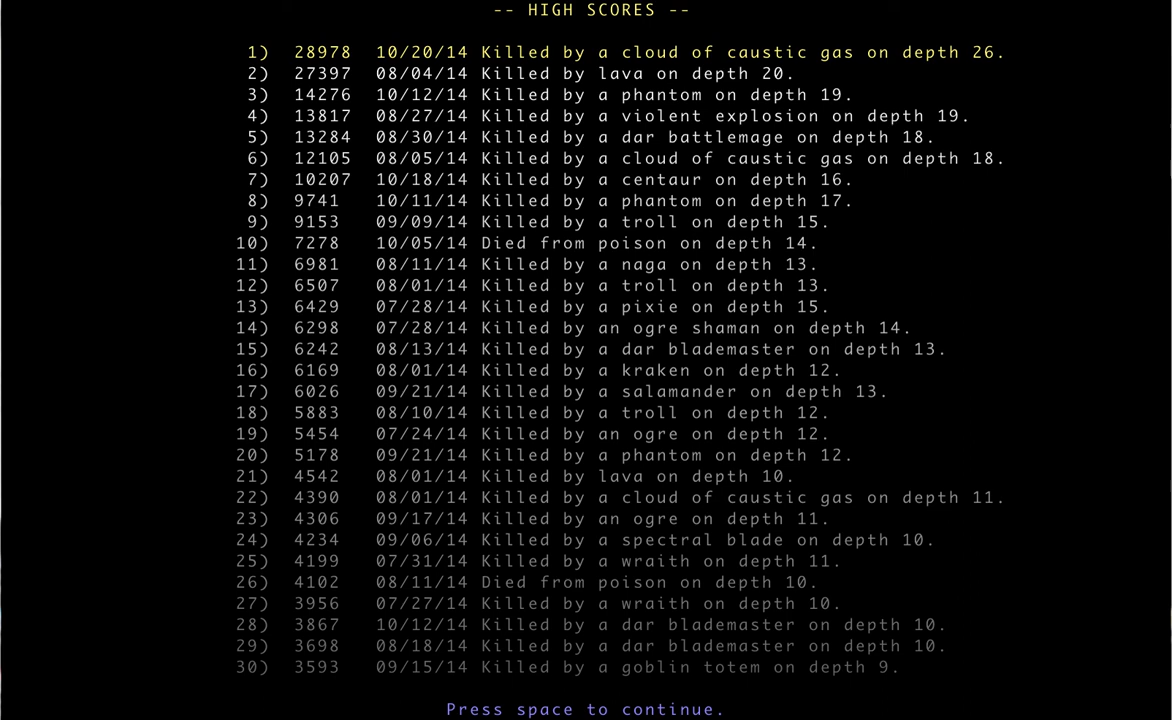 -- HIGH SCORES --
1) 28978 10/20/14 Killed by a cloud of caustic gas on depth 26.
2) 27397 08/04/14 Killed by lava on depth 20.
3) 14276 10/12/14 Killed by a phantom on depth 19.
4) 13817 08/27/14 Killed by a violent explosion on depth 19.
5) 13284 08/30/14 Killed by a dar battlemage on depth 18.
6) 12105 08/05/14 Killed by a cloud of caustic gas on depth 18.
7) 10207 10/18/14 Killed by a centaur on depth 16.
8) 9741 10/11/14 Killed by a phantom on depth 17.
9) 9153 09/09/14 Killed by a troll on depth 15.
10) 7278 10/05/14 Died from poison on depth 14.
11) 6981 08/11/14 Killed by a naga on depth 13.
12) 6507 08/01/14 Killed by a troll on depth 13.
13) 6429 07/28/14 Killed by a pixie on depth 15.
14) 6298 07/28/14 Killed by an ogre shaman on depth 14.
15) 6242 08/13/14 Killed by a dar blademaster on depth 13.
16) 6169 08/01/14 Killed by a kraken on depth 12.
17) 6026 09/21/14 Killed by a salamander on depth 13.
18) 5883 08/10/14 Killed by a troll on depth 12.
19) 5454 07/24/14 Killed by an ogre on depth 12.
20) 5178 09/21/14 Killed by a phantom on depth 12.
21) 4542 08/01/14 Killed by lava on depth 10.
22) 4390 08/01/14 Killed by a cloud of caustic gas on depth 11.
23) 4306 09/17/14 Killed by an ogre on depth 11.
24) 4234 09/06/14 Killed by a spectral blade on depth 10.
25) 4199 07/31/14 Killed by a wraith on depth 11.
26) 4102 08/11/14 Died from poison on depth 10.
27) 3956 07/27/14 Killed by a wraith on depth 10.
28) 3867 10/12/14 Killed by a dar blademaster on depth 10.
29) 3698 08/18/14 Killed by a dar blademaster on depth 10.
30) 3593 09/15/14 Killed by a goblin totem on depth 9.
Press space to continue.